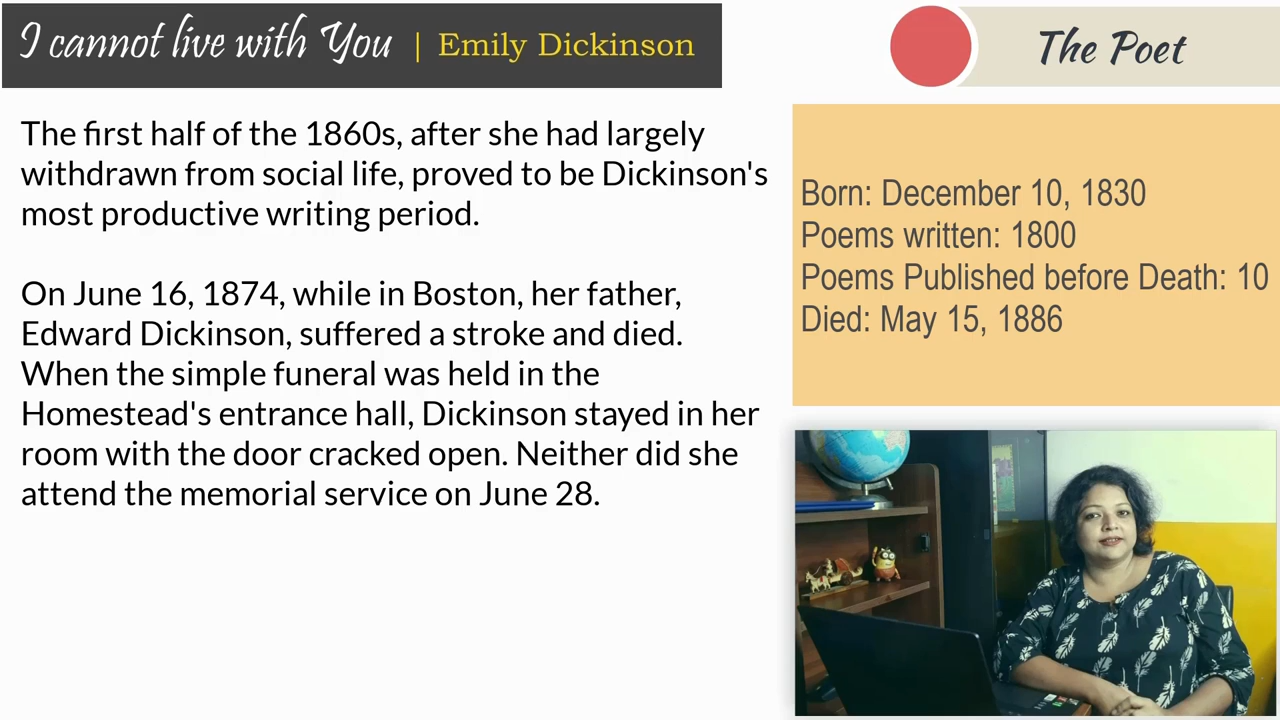 I cannot live with You | Emily Dickinson
The Poet
The first half of the 1860s, after she had largely
withdrawn from social life, proved to be Dickinson's
most productive writing period.
On June 16, 1874, while in Boston, her father,
Edward Dickinson, suffered a stroke and died.
When the simple funeral was held in the
Homestead's entrance hall, Dickinson stayed in her
room with the door cracked open. Neither did she
attend the memorial service on June 28.
Born: December 10, 1830
Poems written: 1800
Poems Published before Death: 10
Died: May 15, 1886